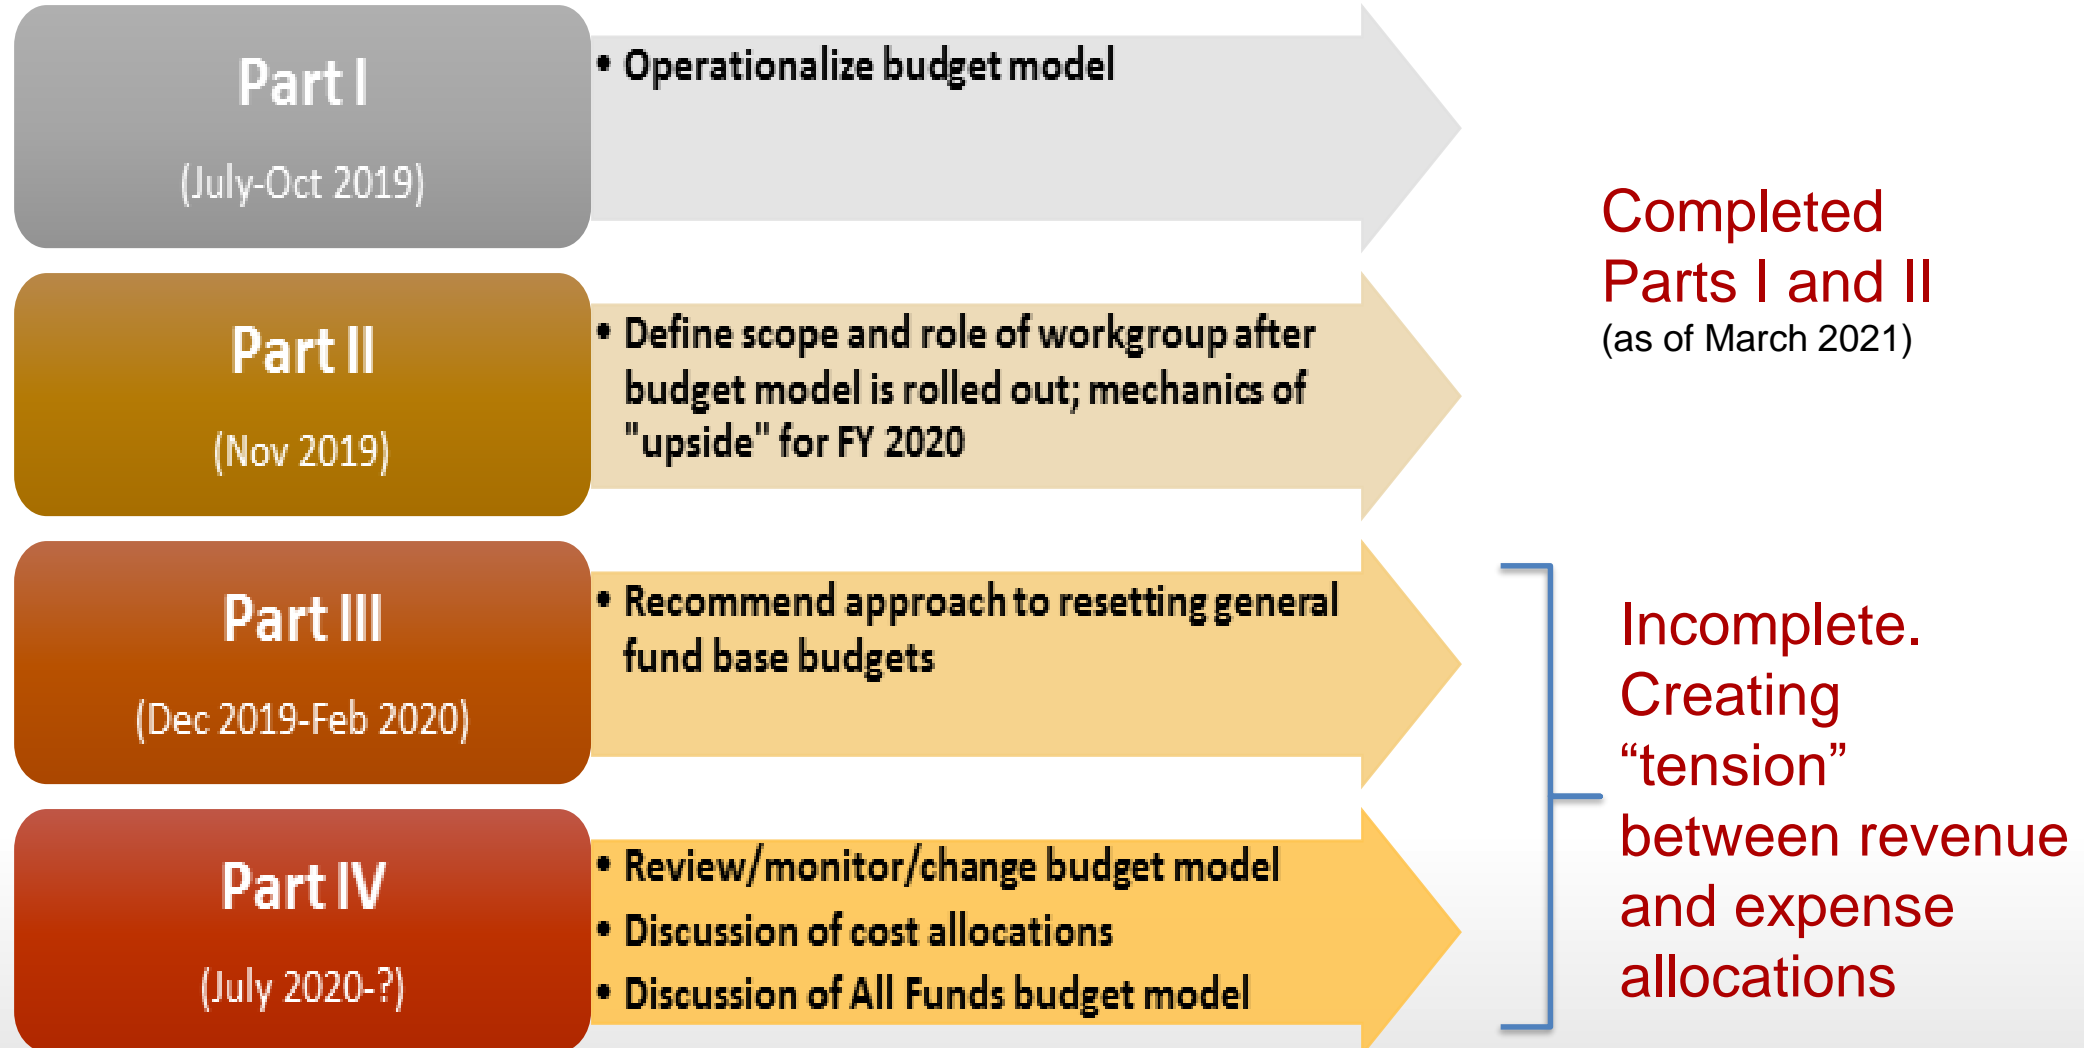 Part I
(July-Oct 2019)
• Operationalize budget model
Part II
(Nov 2019)
• Define scope and role of workgroup after
budget model is rolled out; mechanics of
"upside" for FY 2020
Completed
Parts I and II
(as of March 2021)
Part III
(Dec 2019-Feb 2020)
• Recommend approach to resetting general
fund base budgets
Part IV
(July 2020-?)
• Review/monitor/change budget model
• Discussion of cost allocations
• Discussion of All Funds budget model
Incomplete.
Creating
“tension”
between revenue
and expense
allocations